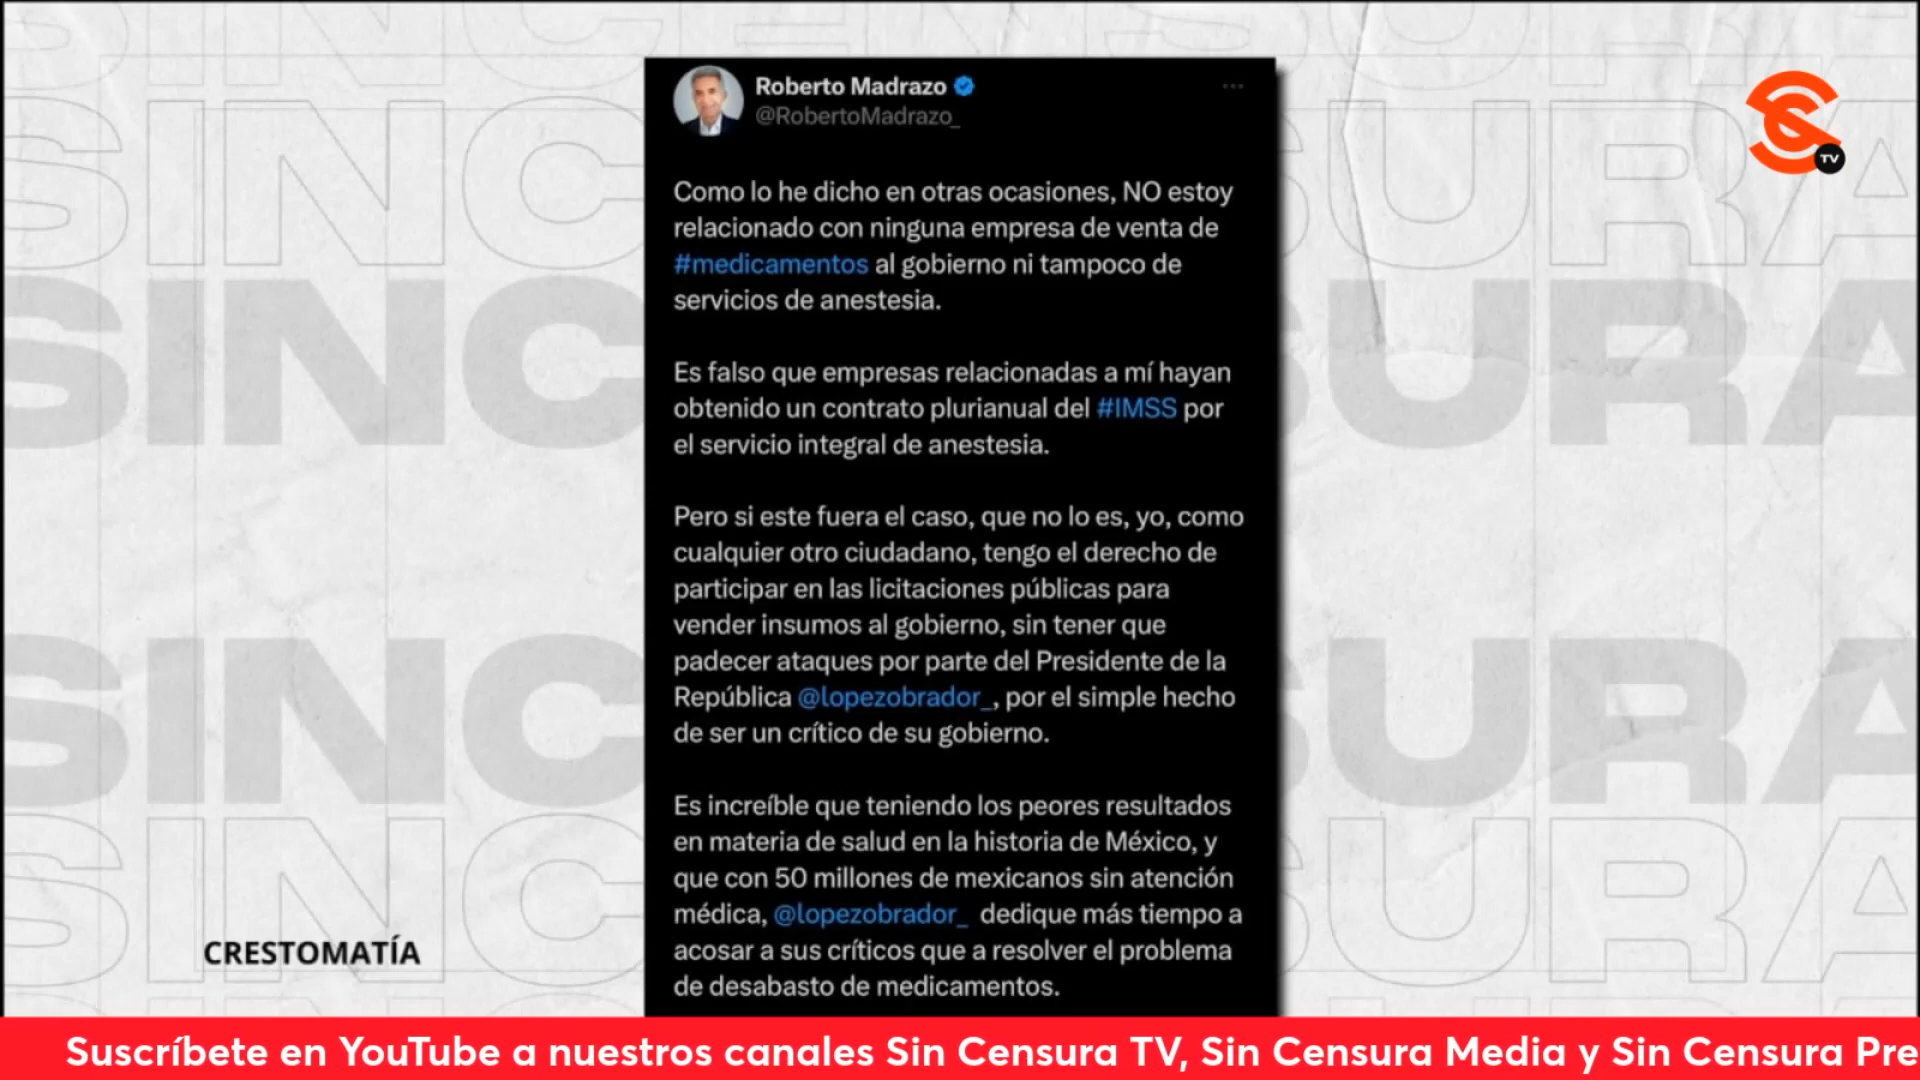 SINCENSURA
SINCENSURA
SINC SURA
SINC SURA
SINC SURA
Roberto Madrazo
@RobertoMadrazo_
TV
Como lo he dicho en otras ocasiones, NO estoy
relacionado con ninguna empresa de venta de
#medicamentos al gobierno ni tampoco de
servicios de anestesia.
Es falso que empresas relacionadas a mí hayan
obtenido un contrato plurianual del #IMSS por
el servicio integral de anestesia.
Pero si este fuera el caso, que no lo es, yo, como
cualquier otro ciudadano, tengo el derecho de
participar en las licitaciones públicas para
vender insumos al gobierno, sin tener que
padecer ataques por parte del Presidente de la
República @lopezobrador_, por el simple hecho
de ser un crítico de su gobierno.
Es increíble que teniendo los peores resultados
en materia de salud en la historia de México, y
que con 50 millones de mexicanos sin atención
médica, @lopezobrador_ dedique más tiempo a
acosar a sus críticos que a resolver el problema
de desabasto de medicamentos.
CRESTOMATÍA
Suscríbete en YouTube a nuestros canales Sin Censura TV, Sin Censura Media y Sin Censura Pre